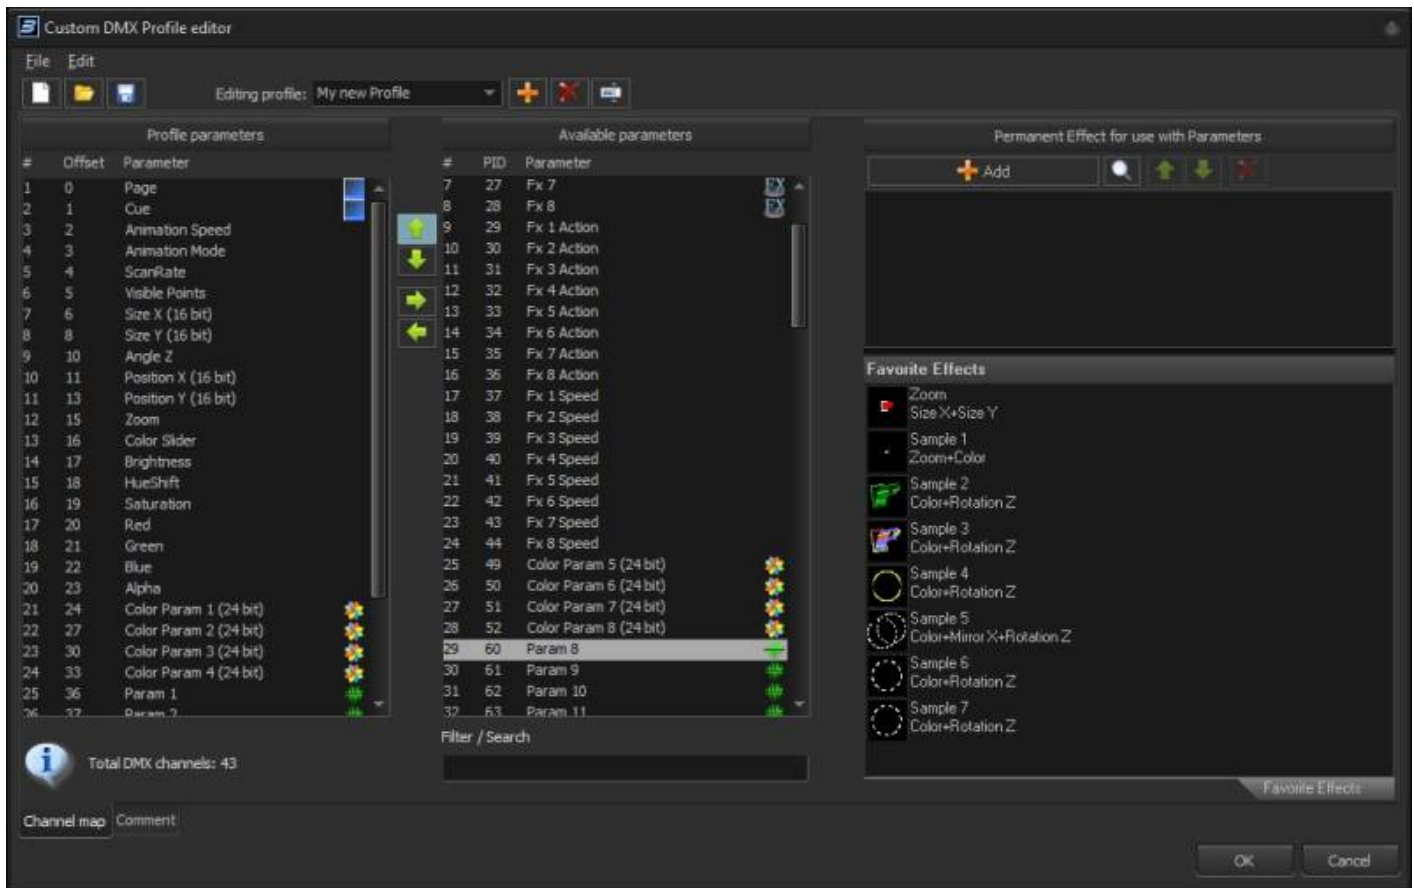 Custom DMX Profile editor
File Edit
Editing profile: My new Profile
Profile parameters
# Offset Parameter
1 0 Page
2 1 Cue
3 2 Animation Speed
4 3 Animation Mode
5 4 ScanRate
6 5 Visible Points
7 6 Size X (16 bit)
8 8 Size Y (16 bit)
9 10 Angle Z
10 11 Position X (16 bit)
11 13 Position Y (16 bit)
12 15 Zoom
13 16 Color Slider
14 17 Brightness
15 18 HueShift
16 19 Saturation
17 20 Red
18 21 Green
19 22 Blue
20 23 Alpha
21 24 Color Param 1 (24 bit)
22 27 Color Param 2 (24 bit)
23 30 Color Param 3 (24 bit)
24 33 Color Param 4 (24 bit)
25 36 Param 1
26 37 Param 2
Total DMX channels: 43
Available parameters
# PID Parameter
7 27 Fx 7 FX
8 28 Fx 8 FX
9 29 Fx 1 Action
10 30 Fx 2 Action
11 31 Fx 3 Action
12 32 Fx 4 Action
13 33 Fx 5 Action
14 34 Fx 6 Action
15 35 Fx 7 Action
16 36 Fx 8 Action
17 37 Fx 1 Speed
18 38 Fx 2 Speed
19 39 Fx 3 Speed
20 40 Fx 4 Speed
21 41 Fx 5 Speed
22 42 Fx 6 Speed
23 43 Fx 7 Speed
24 44 Fx 8 Speed
25 49 Color Param 5 (24 bit)
26 50 Color Param 6 (24 bit)
27 51 Color Param 7 (24 bit)
28 52 Color Param 8 (24 bit)
29 60 Param 8
30 61 Param 9
31 62 Param 10
32 63 Param 11
Filter / Search
Permanent Effect for use with Parameters
Add
Favorite Effects
Zoom
Size X+Size Y
Sample 1
Zoom+Color
Sample 2
Color+Rotation Z
Sample 3
Color+Rotation Z
Sample 4
Color+Rotation Z
Sample 5
Color+Mirror X+Rotation Z
Sample 6
Color+Rotation Z
Sample 7
Color+Rotation Z
Favorite Effects
Channel map Comment
OK Cancel